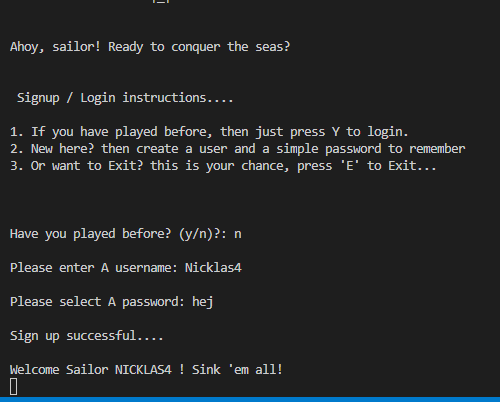 Ahoy, sailor! Ready to conquer the seas?
Signup / Login instructions....
1. If you have played before, then just press Y to login.
2. New here? then create a user and a simple password to remember
3. Or want to Exit? this is your chance, press 'E' to Exit...
Have you played before? (y/n)?: n
Please enter A username: Nicklas4
Please select A password: hej
Sign up successful....
Welcome Sailor NICKLAS4 ! Sink 'em all!